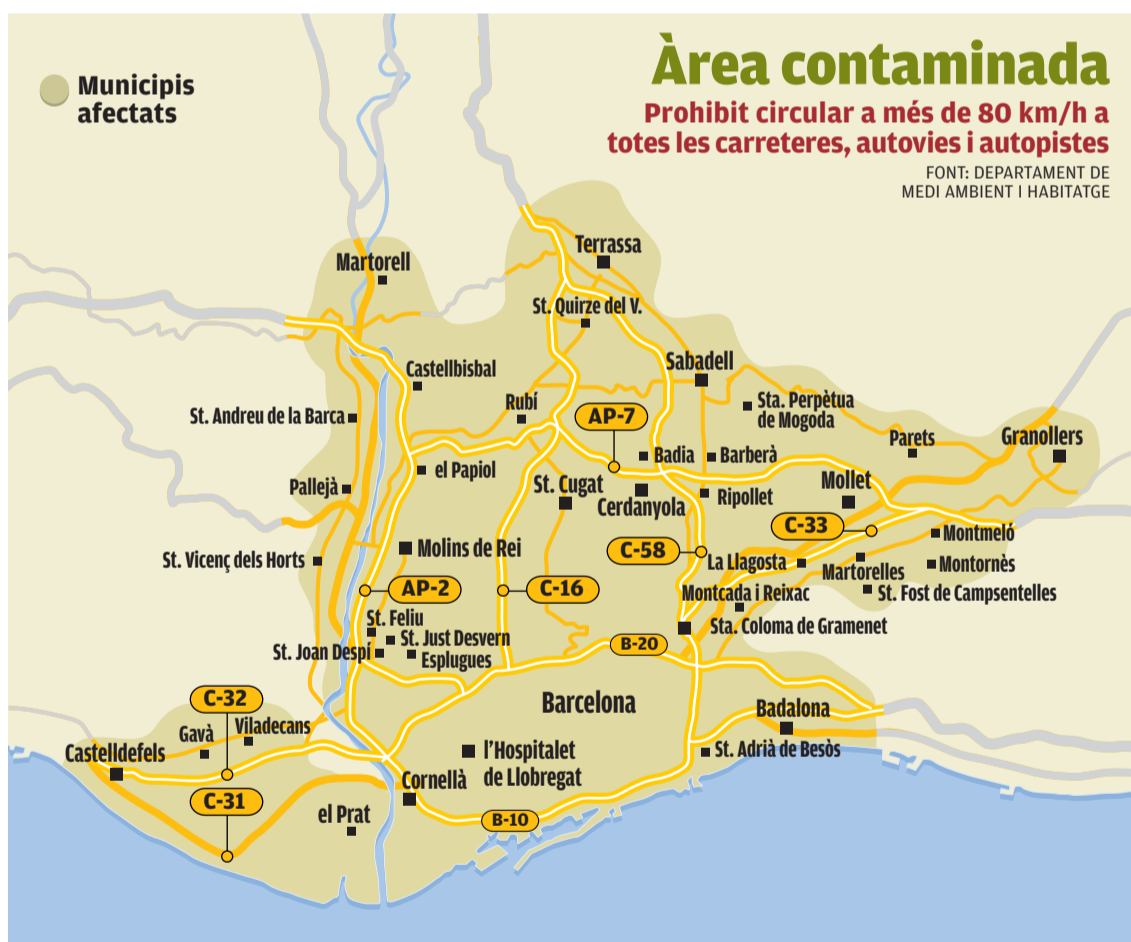 Àrea contaminada
Prohibit circular a més de 80 km/h a
totes les carreteres, autovies i autopistes
FONT: DEPARTAMENT DE
MEDI AMBIENT I HABITATGE
Municipis
afectats
Terrassa
Martorell
St. Quirze del V.
Sabadell
Castellbisbal
Rubí
Sta. Perpètua
de Mogoda
St. Andreu de la Barca
AP-7
Parets
Granollers
Badia
Barberà
el Papiol
Pallejà
St. Cugat
Cerdanyola
Ripollet
Mollet
C-33
Montmeló
Molins de Rei
C-58
St. Vicenç dels Horts
La Llagosta
Martorelles
Montornès
AP-2
C-16
Montcada i Reixac
St. Fost de Campsentelles
St. Feliu
St. Just Desvern
Sta. Coloma de Gramenet
St. Joan Despí
Esplugues
B-20
C-32
Barcelona
Badalona
Gavà
Viladecans
Castelldefels
l'Hospitalet
de Llobregat
St. Adrià de Besòs
Cornellà
C-31
el Prat
B-10